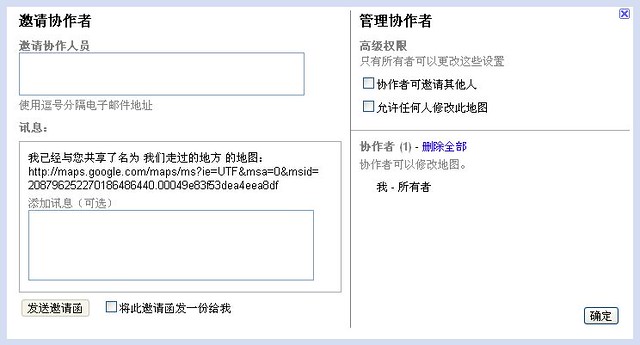 邀请协作者
邀请协作人员
使用逗号分隔电子邮件地址
讯息：
我已经与您共享了名为 我们走过的地方 的地图：
http://maps.google.com/maps/ms?ie=UTF&msa=0&msid=
208796252270186486440.00049e83f53dea4eea8df
添加讯息（可选）
发送邀请函
将此邀请函发一份给我
管理协作者
高级权限
只有所有者可以更改这些设置
协作者可邀请其他人
允许任何人修改此地图
协作者 (1) - 删除全部
协作者可以修改地图。
我 - 所有者
确定